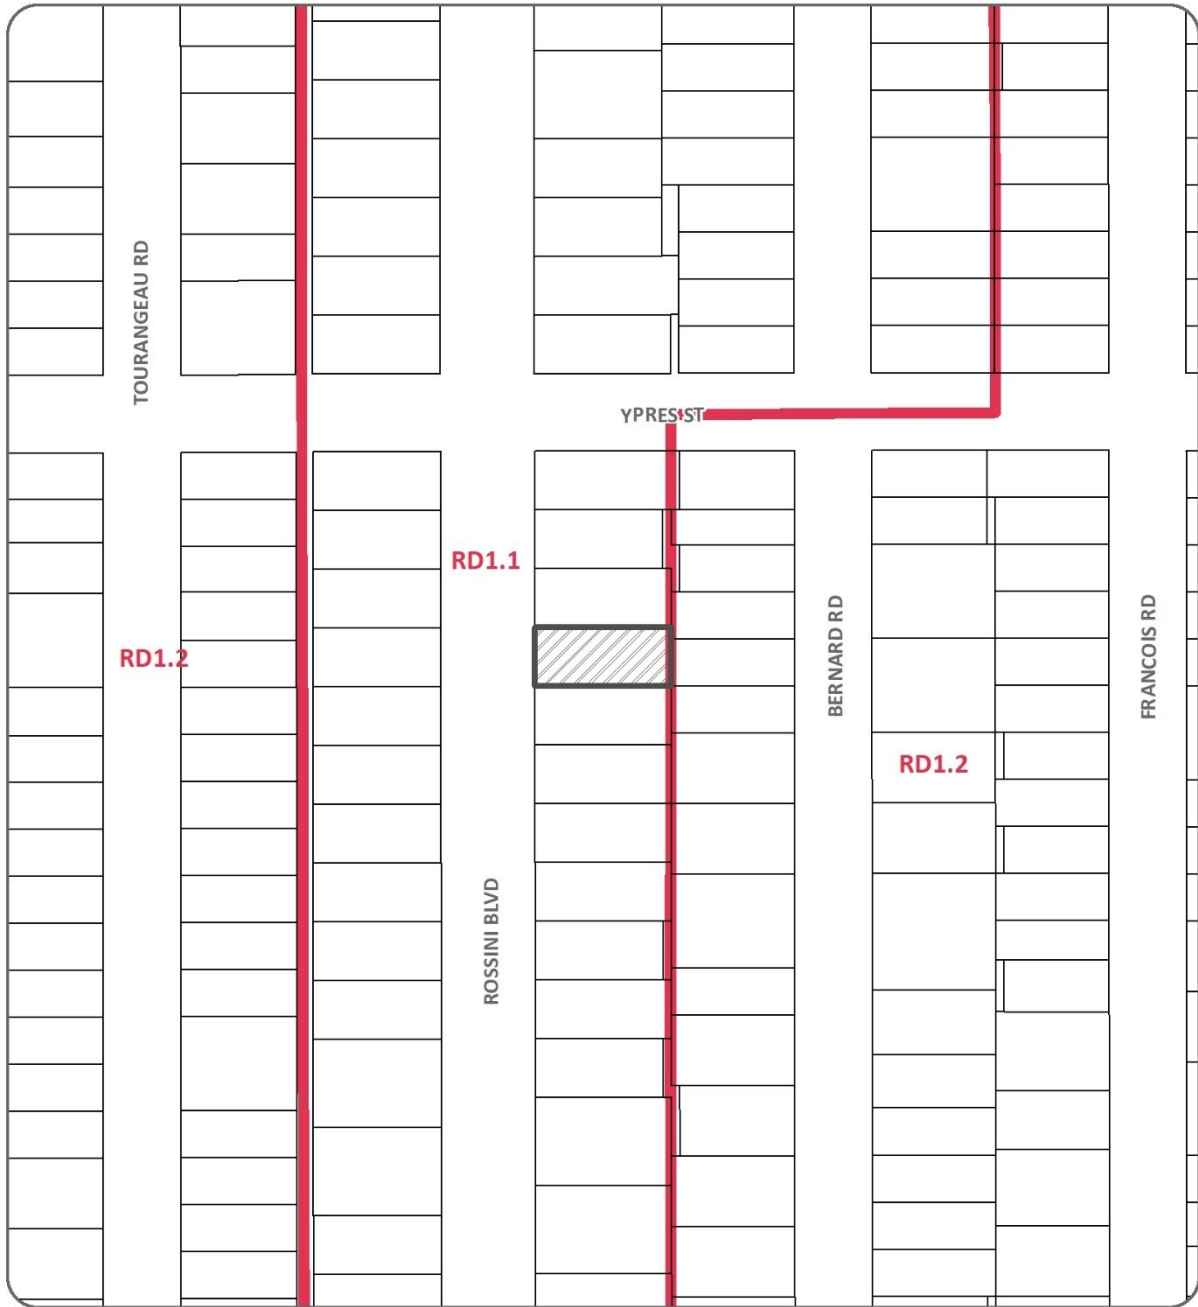 TOURANGEAU RD
YPRES ST
RD1.1
RD1.2
BERNARD RD
FRANCOIS RD
RD1.2
ROSSINI BLVD